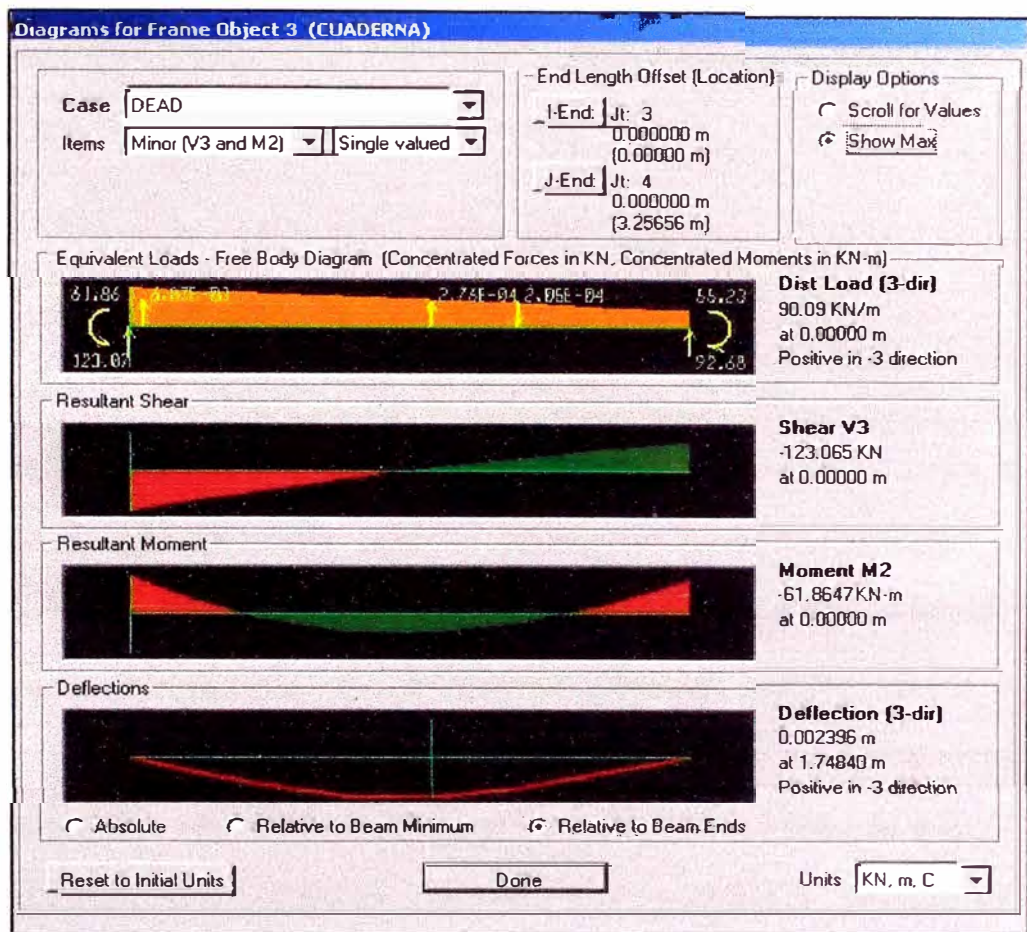 Diagrams for Frame Object 3 (CUADERNA)
Case DEAD
Items Minor (V3 and M2) Single valued
End Length Offset (Location)
I-End: Jt: 3
0.000000 m
(0.00000 m)
J-End: Jt: 4
0.000000 m
(3.25656 m)
Display Options
Scroll for Values
Show Max
Equivalent Loads - Free Body Diagram (Concentrated Forces in KN, Concentrated Moments in KN-m)
61.86 2.76E-04 2.06E-04 55.23
123.07 92.68
Dist Load (3-dir)
90.09 KN/m
at 0.00000 m
Positive in -3 direction
Resultant Shear
Shear V3
-123.065 KN
at 0.00000 m
Resultant Moment
Moment M2
-61.8647 KN-m
at 0.00000 m
Deflections
Deflection (3-dir)
0.002396 m
at 1.74840 m
Positive in -3 direction
Absolute Relative to Beam Minimum Relative to Beam Ends
Reset to Initial Units Done Units KN, m, C